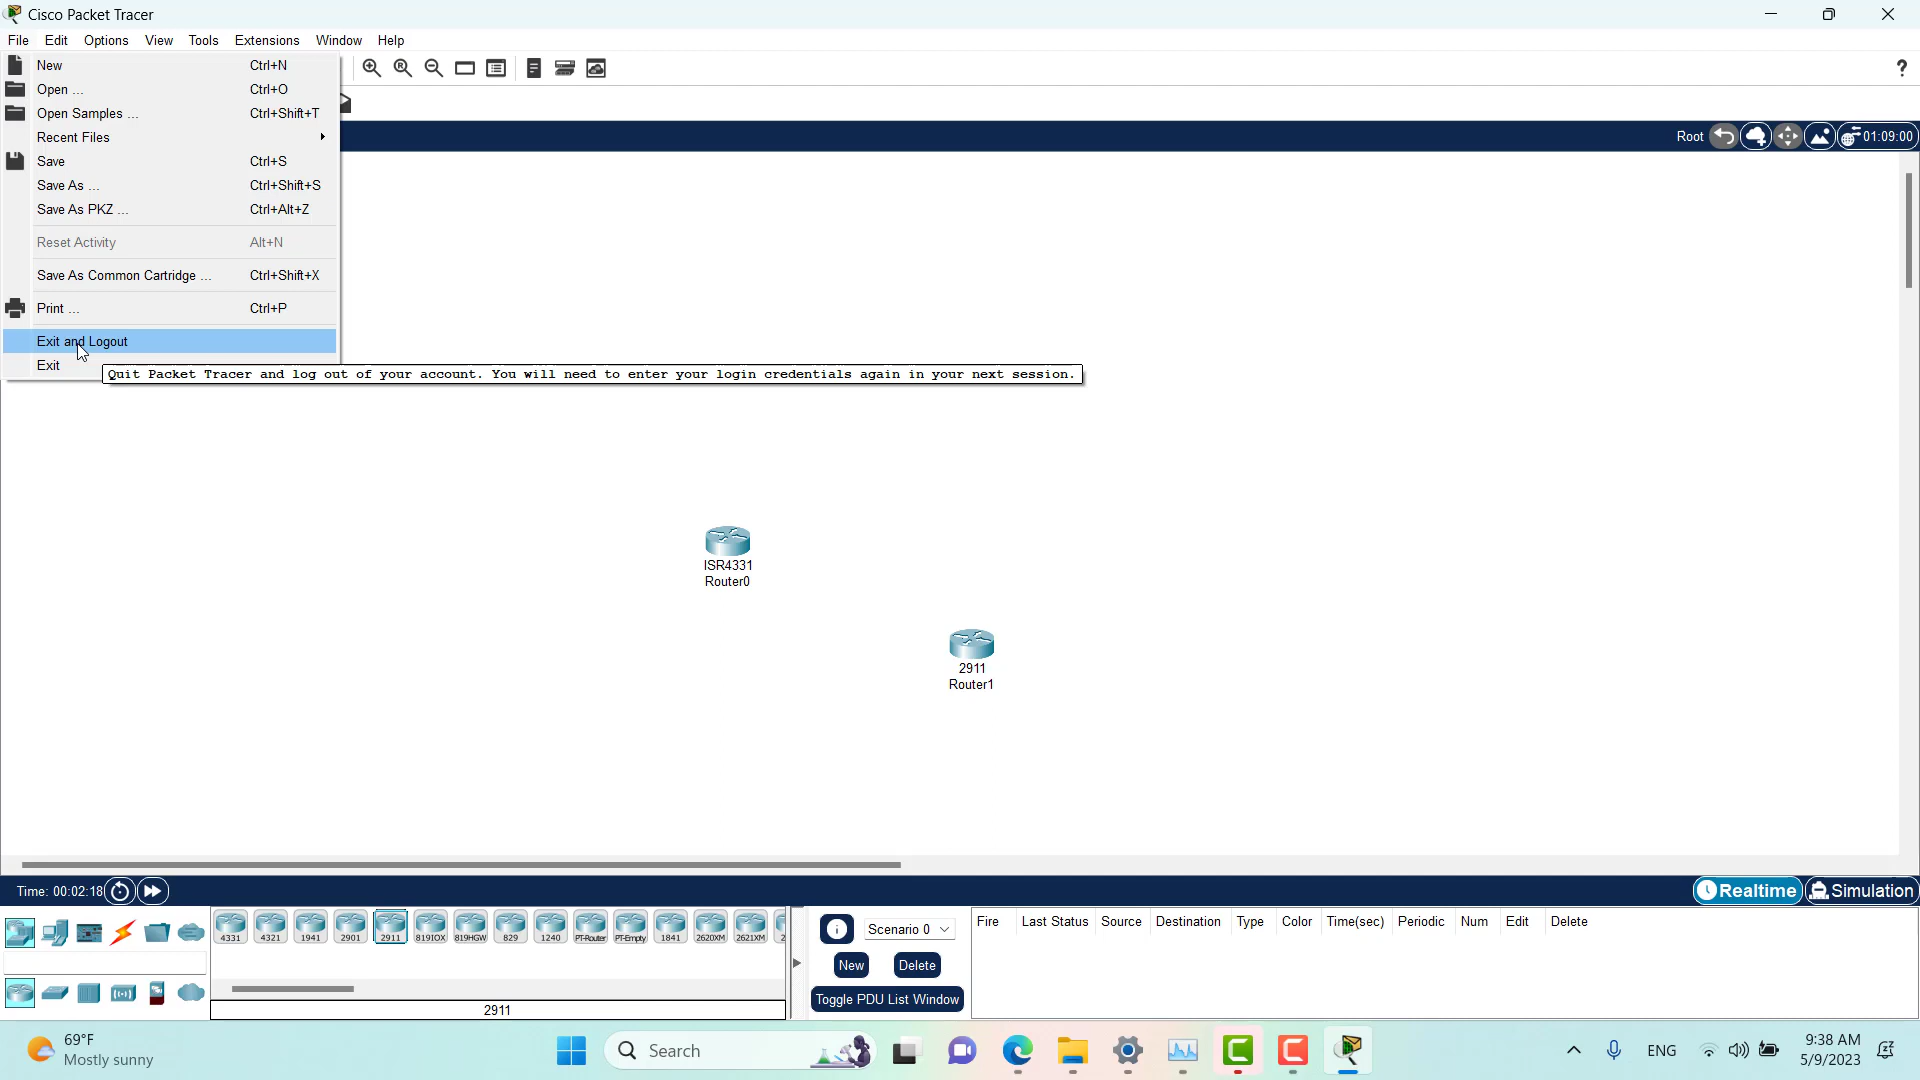 Cisco Packet Tracer
File Edit Options View Tools Extensions Window Help
New Ctrl+N
Open ... Ctrl+O
Open Samples ... Ctrl+Shift+T
Recent Files
Save Ctrl+S
Save As ... Ctrl+Shift+S
Save As PKZ ... Ctrl+Alt+Z
Reset Activity Alt+N
Save As Common Cartridge ... Ctrl+Shift+X
Print ... Ctrl+P
Exit and Logout
Exit
Quit Packet Tracer and log out of your account. You will need to enter your login credentials again in your next session.
?
Root 01:09:00
ISR4331
Router0
2911
Router1
Time: 00:02:18
Realtime Simulation
4331 4321 1941 2901 2911 819IOX 819HGW 829 1240 PT-Router PT-Empty 1841 2620XM 2621XM 2
2911
Scenario 0
New Delete
Toggle PDU List Window
Fire Last Status Source Destination Type Color Time(sec) Periodic Num Edit Delete
69°F
Mostly sunny
Search
ENG
9:38 AM
5/9/2023